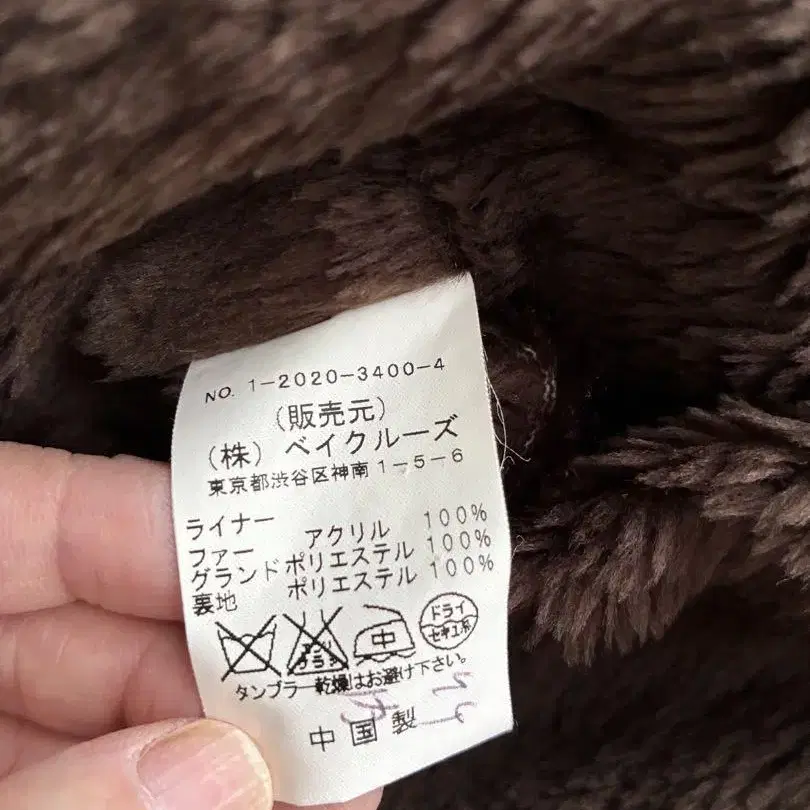 NO. 1-2020-3400-4
(販売元)
(株) ベイクルーズ
東京都渋谷区神南1-5-6
ライナー
ファー アクリル 100%
グランド ポリエステル 100%
裏地 ポリエステル 100%
中
ドライ
セキユ系
タンブラー乾燥はお避け下さい。
中国製